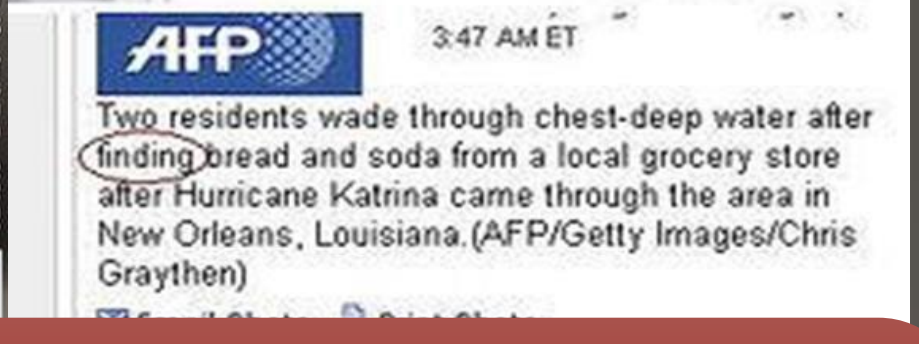 AFP
3:47 AM ET
Two residents wade through chest-deep water after
finding bread and soda from a local grocery store
after Hurricane Katrina came through the area in
New Orleans, Louisiana.(AFP/Getty Images/Chris
Graythen)